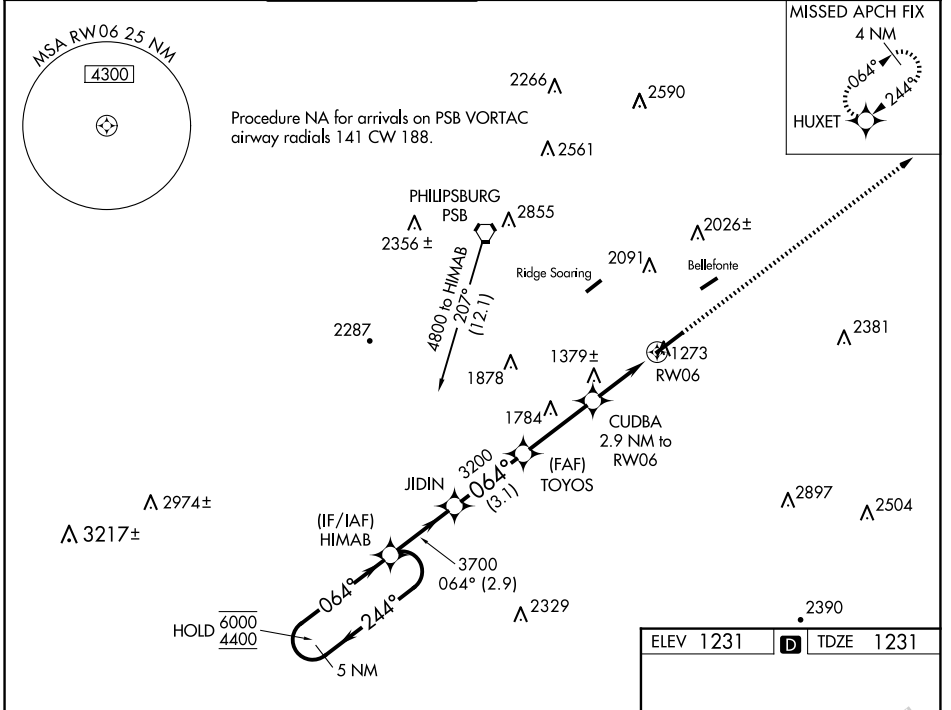 MSA RW06 25 NM
4300
Procedure NA for arrivals on PSB VORTAC
airway radials 141 CW 188.
MISSED APCH FIX
4 NM
064°
244°
HUXET
2266
2590
2561
PHILIPSBURG
PSB
2855
2356 ±
2026±
2091
Ridge Soaring
Bellefonte
4800 to HIMAB
207°
(12.1)
2287
2381
1878
1379±
1273
RW06
1784
CUDBA
2.9 NM to
RW06
3200
064°
(3.1)
(FAF)
TOYOS
JIDIN
2974±
3217±
2897
2504
(IF/IAF)
HIMAB
3700
064° (2.9)
064°
244°
2329
2390
HOLD 6000
4400
5 NM
ELEV 1231 D TDZE 1231